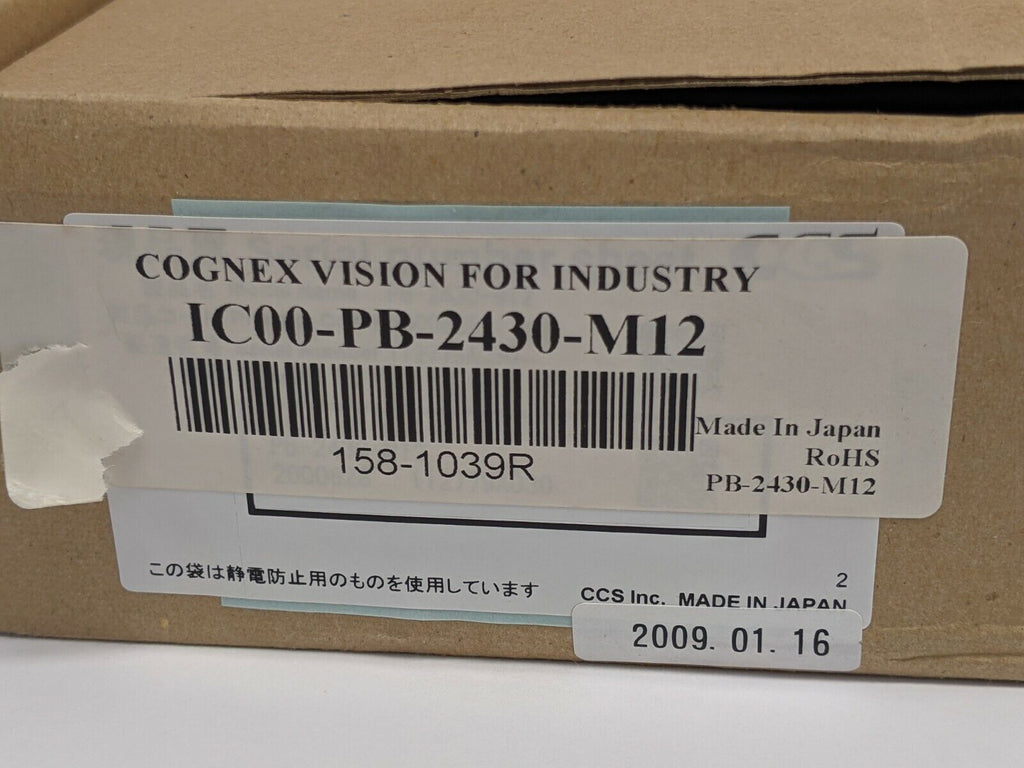 COGNEX VISION FOR INDUSTRY
IC00-PB-2430-M12
158-1039R
Made In Japan
RoHS
PB-2430-M12
この袋は静電防止用のものを使用しています
2
CCS Inc. MADE IN JAPAN
2009. 01. 16